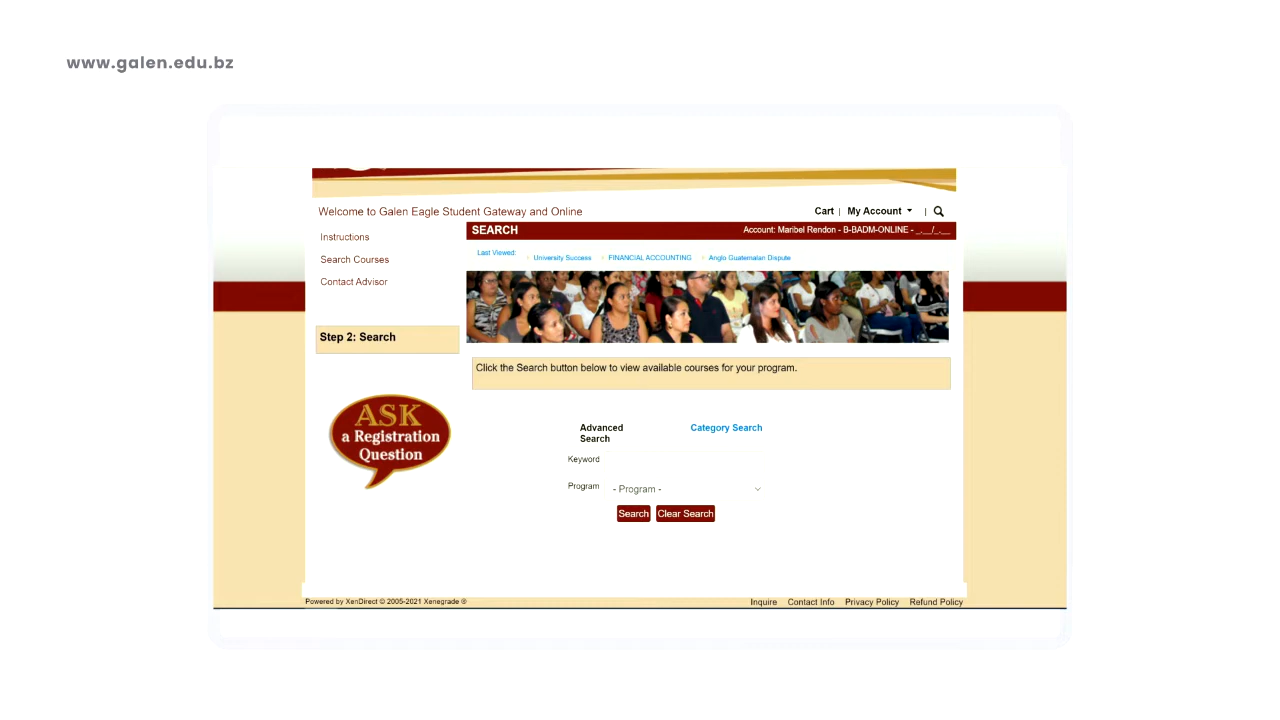 www.galen.edu.bz
Welcome to Galen Eagle Student Gateway and Online
Cart | My Account |
Instructions
Search Courses
Contact Advisor
SEARCH
Account: Maribel Rendon - B-BADM-ONLINE - _.__/_.__
Last Viewed:
University Success
FINANCIAL ACCOUNTING
Anglo Guatemalan Dispute
Step 2: Search
Click the Search button below to view available courses for your program.
ASK
a Registration
Question
Advanced
Search
Category Search
Keyword
Program
- Program -
Search
Clear Search
Powered by XenDirect © 2005-2021 Xenegrade ®
Inquire Contact Info Privacy Policy Refund Policy